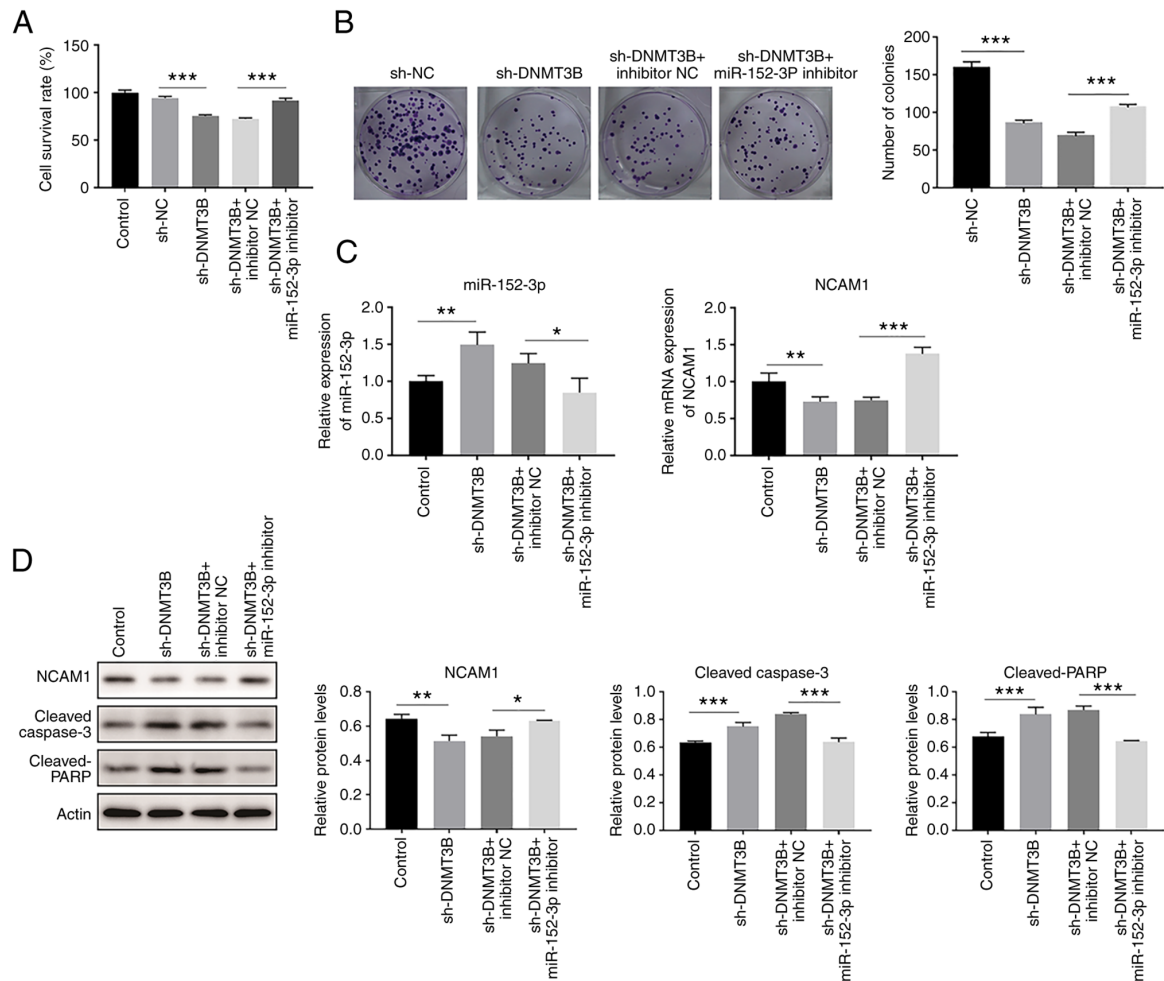 A
Cell survival rate (%)
150
100
50
0
***
***
Control
sh-NC
sh-DNMT3B
sh-DNMT3B+
inhibitor NC
sh-DNMT3B+
miR-152-3p inhibitor
B
sh-NC
sh-DNMT3B
sh-DNMT3B+
inhibitor NC
sh-DNMT3B+
miR-152-3P inhibitor
Number of colonies
200
150
100
50
0
***
***
sh-NC
sh-DNMT3B
sh-DNMT3B+
inhibitor NC
sh-DNMT3B+
miR-152-3p inhibitor
C
miR-152-3p
Relative expression
of miR-152-3p
2.0
1.5
1.0
0.5
0.0
**
*
Control
sh-DNMT3B
sh-DNMT3B+
inhibitor NC
sh-DNMT3B+
miR-152-3p inhibitor
NCAM1
Relative mRNA expression
of NCAM1
2.0
1.5
1.0
0.5
0.0
**
***
Control
sh-DNMT3B
sh-DNMT3B+
inhibitor NC
sh-DNMT3B+
miR-152-3p inhibitor
D
Control
sh-DNMT3B
sh-DNMT3B+
inhibitor NC
sh-DNMT3B+
miR-152-3p inhibitor
NCAM1
Cleaved
caspase-3
Cleaved-
PARP
Actin
NCAM1
Relative protein levels
0.8
0.6
0.4
0.2
0.0
**
*
Control
sh-DNMT3B
sh-DNMT3B+
inhibitor NC
sh-DNMT3B+
miR-152-3p inhibitor
Cleaved caspase-3
Relative protein levels
1.0
0.8
0.6
0.4
0.2
0.0
***
***
Control
sh-DNMT3B
sh-DNMT3B+
inhibitor NC
sh-DNMT3B+
miR-152-3p inhibitor
Cleaved-PARP
Relative protein levels
1.0
0.8
0.6
0.4
0.2
0.0
***
***
Control
sh-DNMT3B
sh-DNMT3B+
inhibitor NC
sh-DNMT3B+
miR-152-3p inhibitor